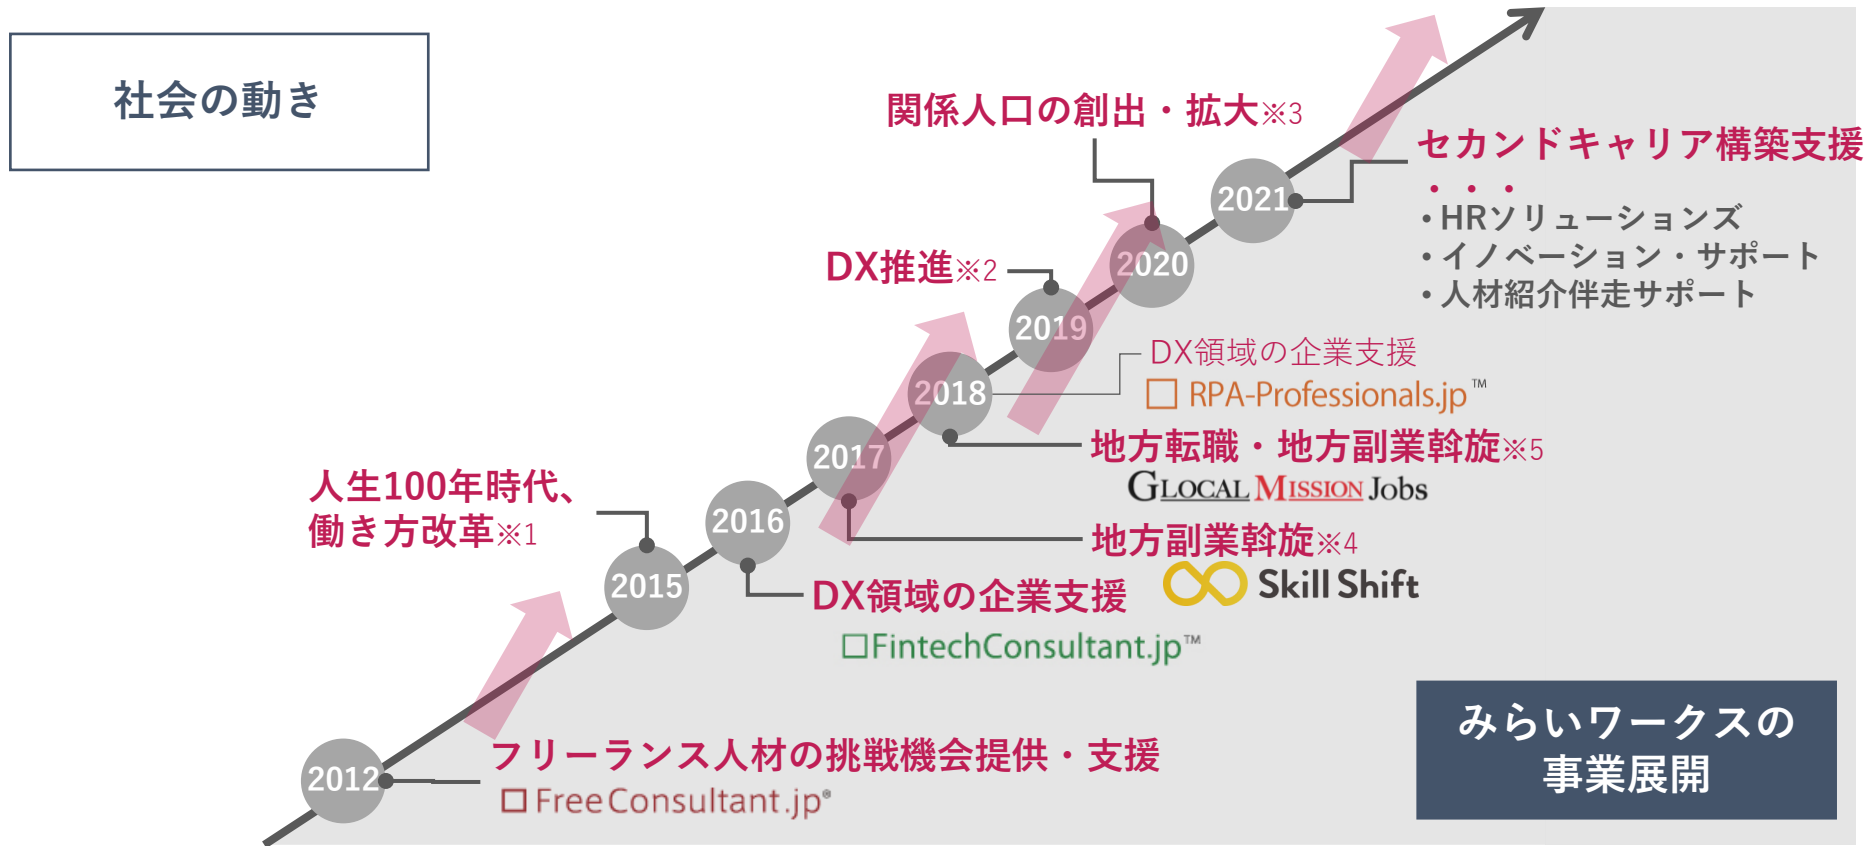 社会の動き
関係人口の創出・拡大※3
セカンドキャリア構築支援
・・・
・HRソリューションズ
・イノベーション・サポート
・人材紹介伴走サポート
2021
2020
DX推進※2
2019
DX領域の企業支援
RPA-Professionals.jp™
2018
地方転職・地方副業斡旋※5
GLOCAL MISSION Jobs
2017
人生100年時代、
働き方改革※1
2016
地方副業斡旋※4
Skill Shift
2015
DX領域の企業支援
FintechConsultant.jp™
2012
フリーランス人材の挑戦機会提供・支援
FreeConsultant.jp®
みらいワークスの
事業展開